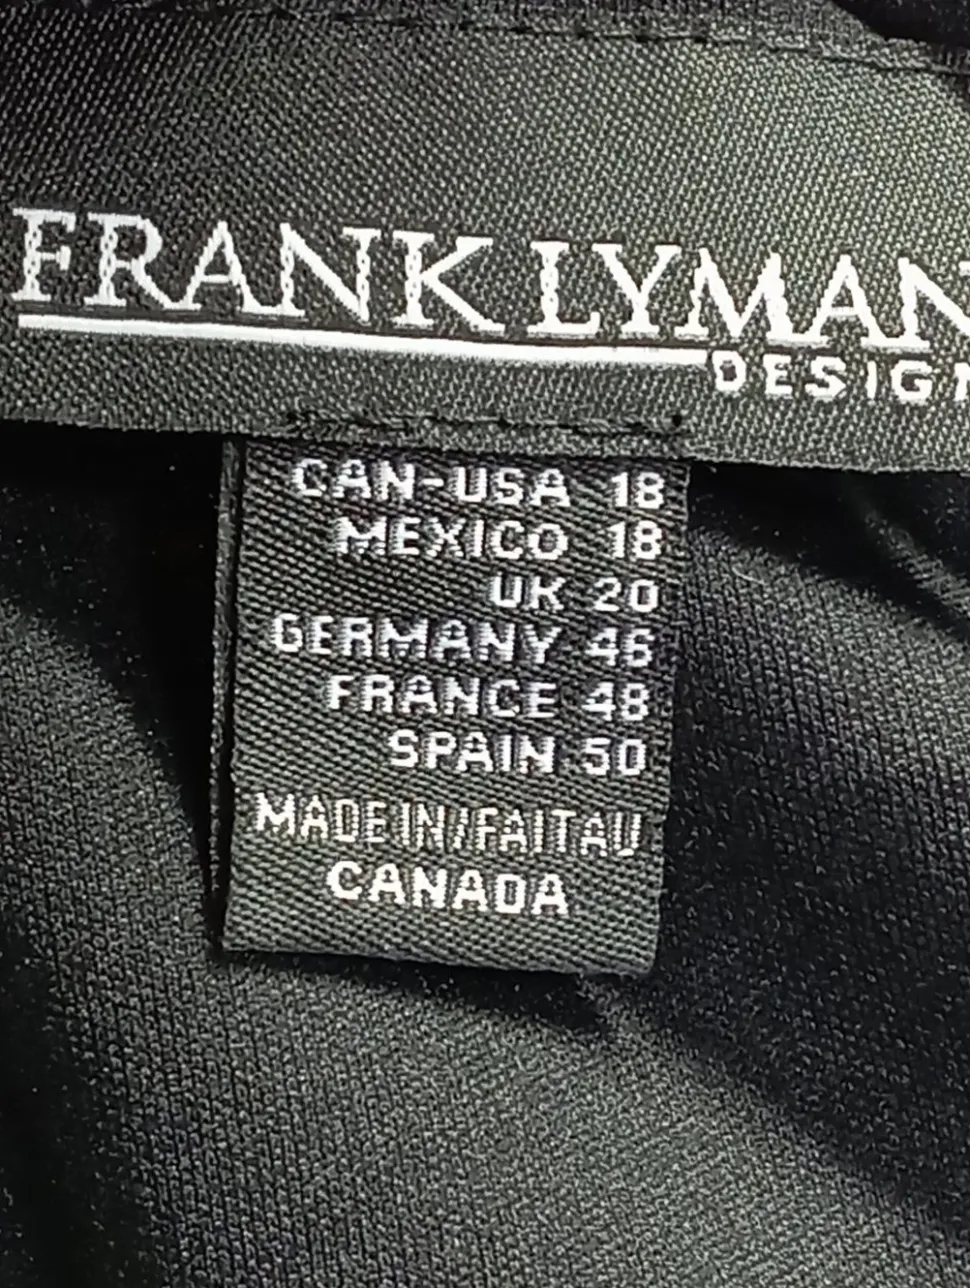 FRANK LYMAN
DESIGN
CAN-USA 18
MEXICO 18
UK 20
GERMANY 46
FRANCE 48
SPAIN 50
MADE IN/FAIT AU
CANADA